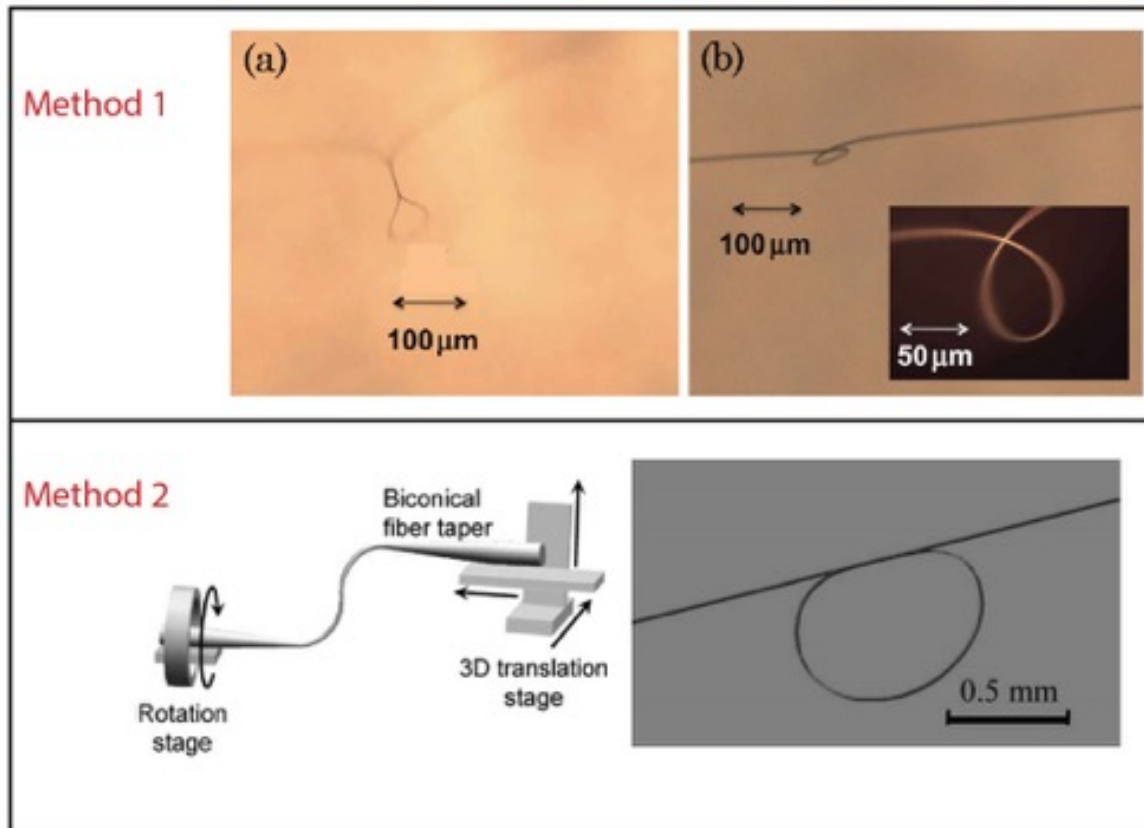 Method 1
(a)
100 μm
(b)
100 μm
50 μm
Method 2
Biconical
fiber taper
3D translation
stage
Rotation
stage
0.5 mm